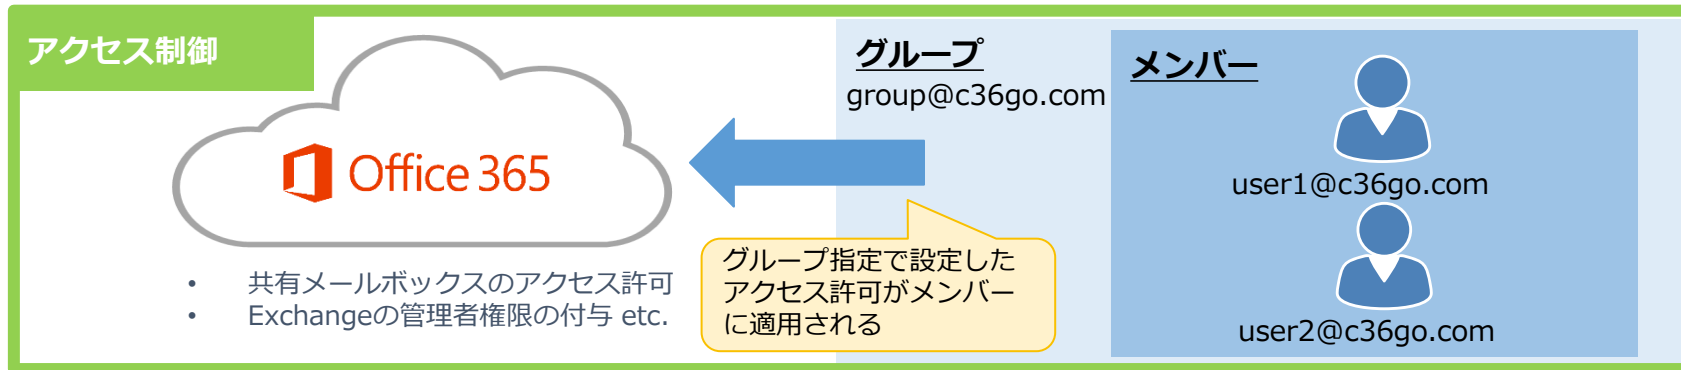 アクセス制御
Office 365
• 共有メールボックスのアクセス許可
• Exchangeの管理者権限の付与 etc.
グループ
group@c36go.com
グループ指定で設定した
アクセス許可がメンバー
に適用される
メンバー
user1@c36go.com
user2@c36go.com